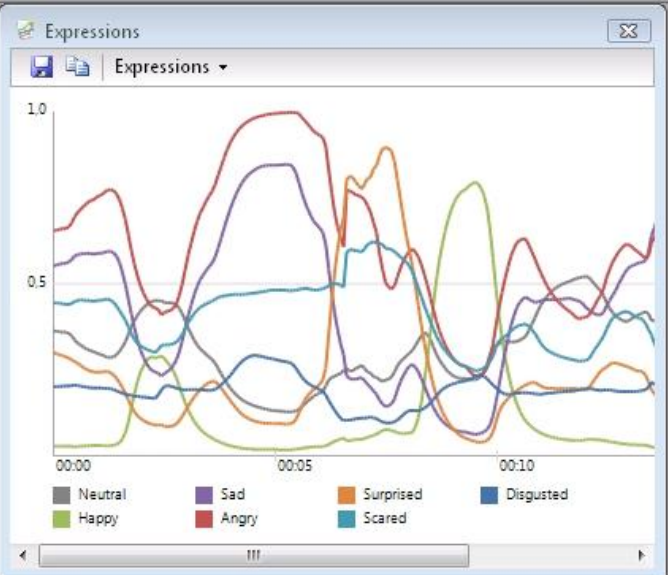 Expressions
Expressions
1,0
0,5
00:00 00:05 00:10
Neutral Sad Surprised Disgusted
Happy Angry Scared